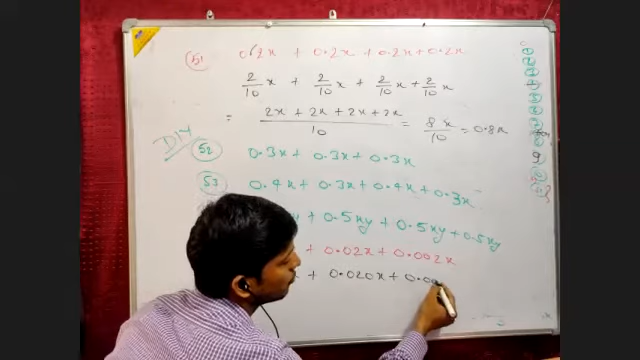 51 0.2x + 0.2x + 0.2x + 0.2x
2/10 x + 2/10 x + 2/10 x + 2/10 x
= 2x + 2x + 2x + 2x / 10 = 8x/10 = 0.8x
DIY 52 0.3x + 0.3x + 0.3x
53 0.4x + 0.3x + 0.4x + 0.3x
y + 0.5xy + 0.5xy + 0.5xy
+ 0.02x + 0.002x
+ 0.020x + 0.00